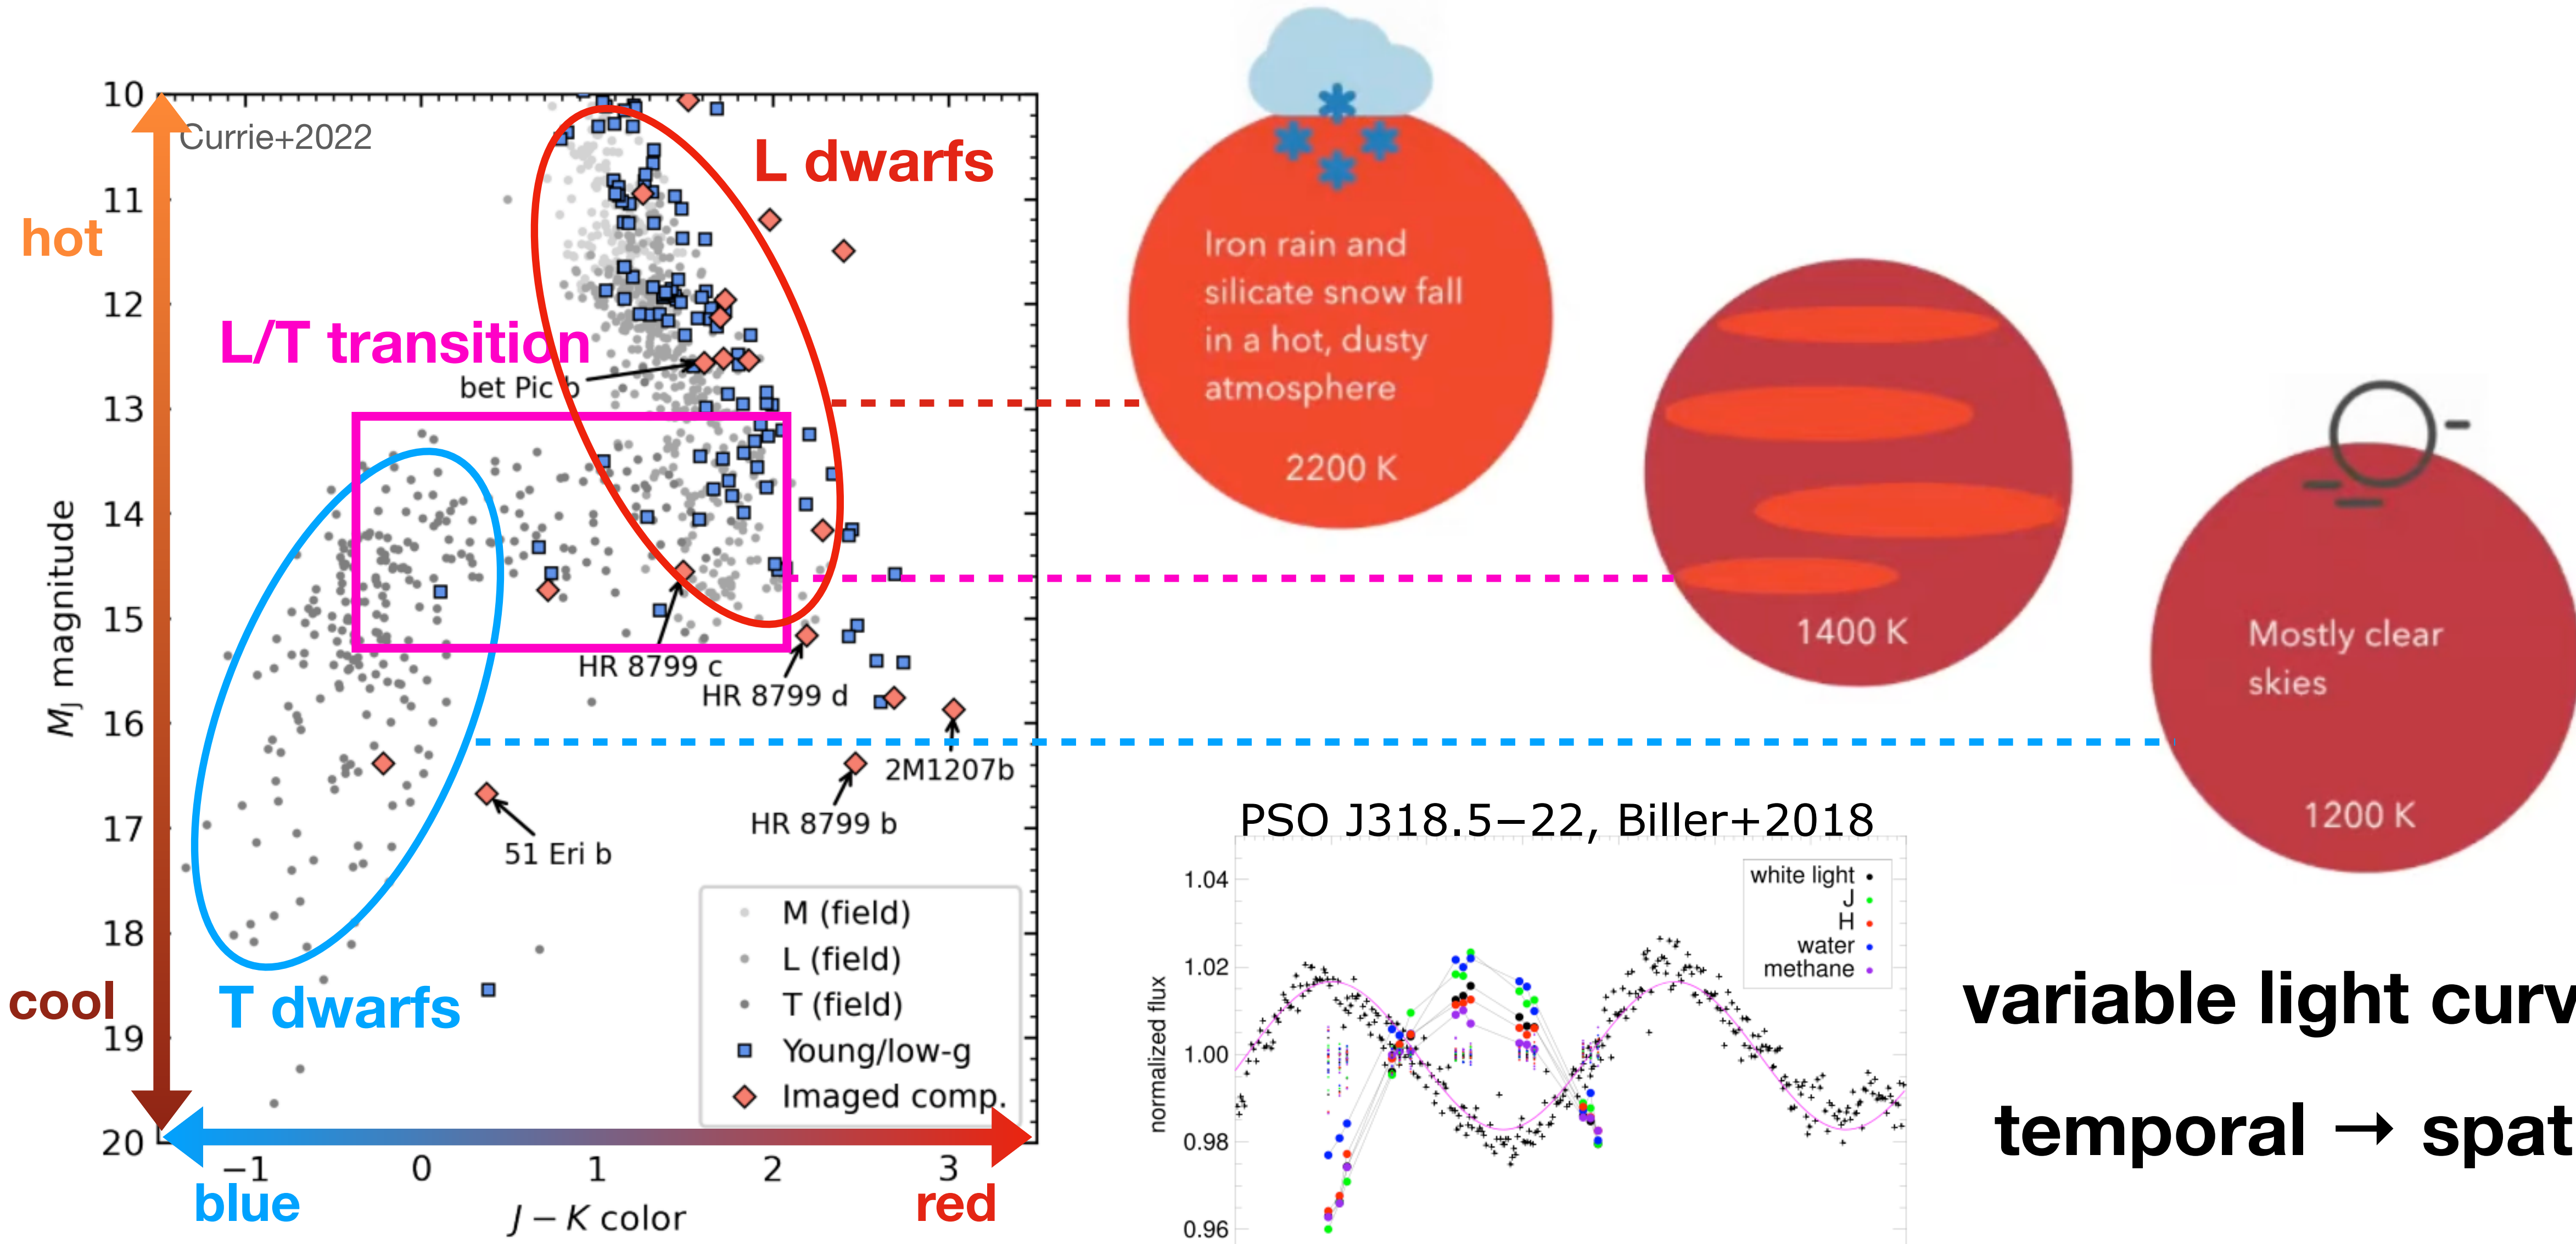 Currie+2022
hot
cool
L dwarfs
L/T transition
T dwarfs
bet Pic b
HR 8799 c
HR 8799 d
2M1207b
HR 8799 b
51 Eri b
M (field)
L (field)
T (field)
Young/low-g
Imaged comp.
10
11
12
13
14
15
16
17
18
19
20
MJ magnitude
−1
0
1
2
3
blue
red
J − K color
Iron rain and
silicate snow fall
in a hot, dusty
atmosphere
2200 K
1400 K
Mostly clear
skies
1200 K
PSO J318.5−22, Biller+2018
white light
J
H
water
methane
1.04
1.02
1.00
0.98
0.96
normalized flux
variable light curv
temporal → spat